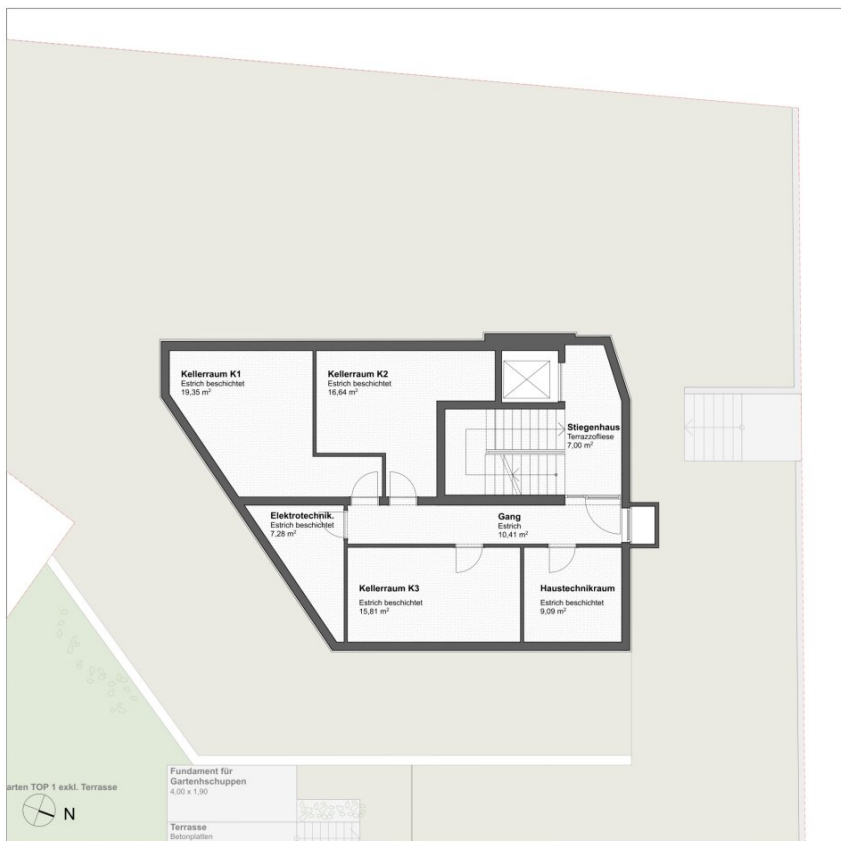 Kellerraum K1
Estrich beschichtet
19,35 m²
Kellerraum K2
Estrich beschichtet
16,64 m²
Stiegenhaus
Terrazzofliese
7,00 m²
Elektrotechnik.
Estrich beschichtet
7,28 m²
Gang
Estrich
10,41 m²
Kellerraum K3
Estrich beschichtet
15,81 m²
Haustechnikraum
Estrich beschichtet
9,09 m²
Fundament für
Gartenhschuppen
4,00 x 1,90
arten TOP 1 exkl. Terrasse
N
Terrasse
Betonplatten